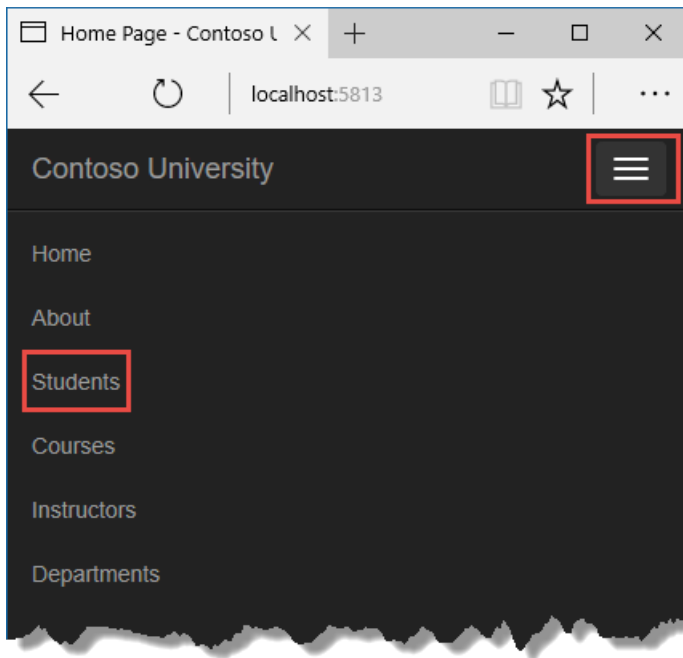 Home Page - Contoso U
localhost:5813
Contoso University
Home
About
Students
Courses
Instructors
Departments